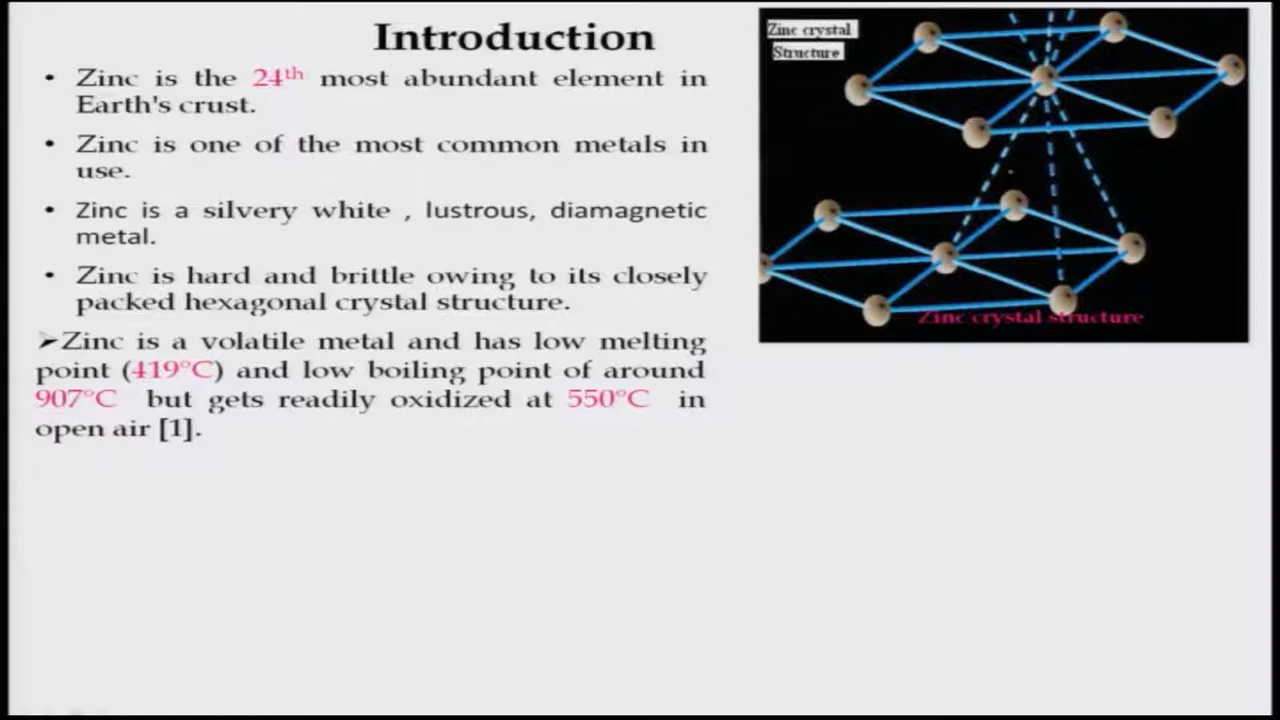 Introduction
• Zinc is the 24th most abundant element in
Earth's crust.
• Zinc is one of the most common metals in
use.
• Zinc is a silvery white , lustrous, diamagnetic
metal.
• Zinc is hard and brittle owing to its closely
packed hexagonal crystal structure.
➢Zinc is a volatile metal and has low melting
point (419°C) and low boiling point of around
907°C but gets readily oxidized at 550°C in
open air [1].
Zinc crystal
Structure
Zinc crystal structure